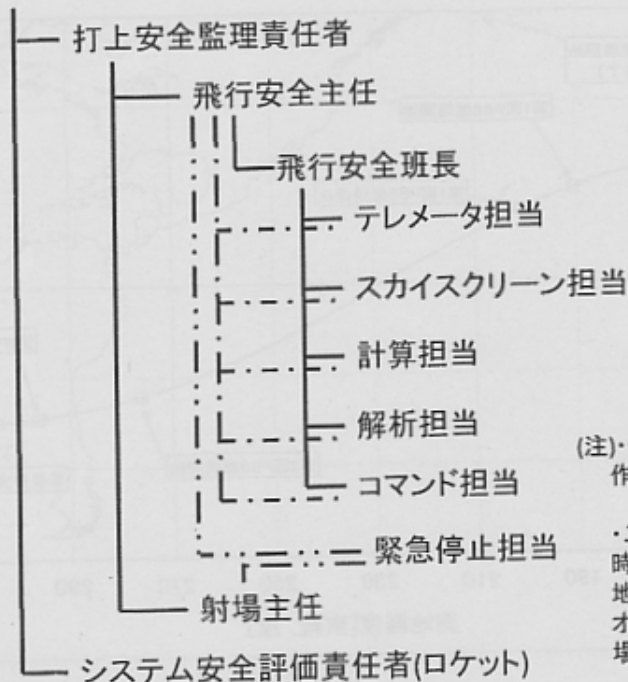 打上安全監理責任者
飛行安全主任
飛行安全班長
テレメータ担当
スカイスクリーン担当
計算担当
解析担当
(注)・
コマンド担当
作
緊急停止担当
時
地
射場主任
オ
場
システム安全評価責任者(ロケット)